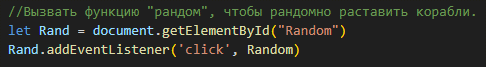 //Вызвать функцию "рандом", чтобы рандомно раставить корабли.
let Rand = document.getElementById("Random")
Rand.addEventListener('click', Random)